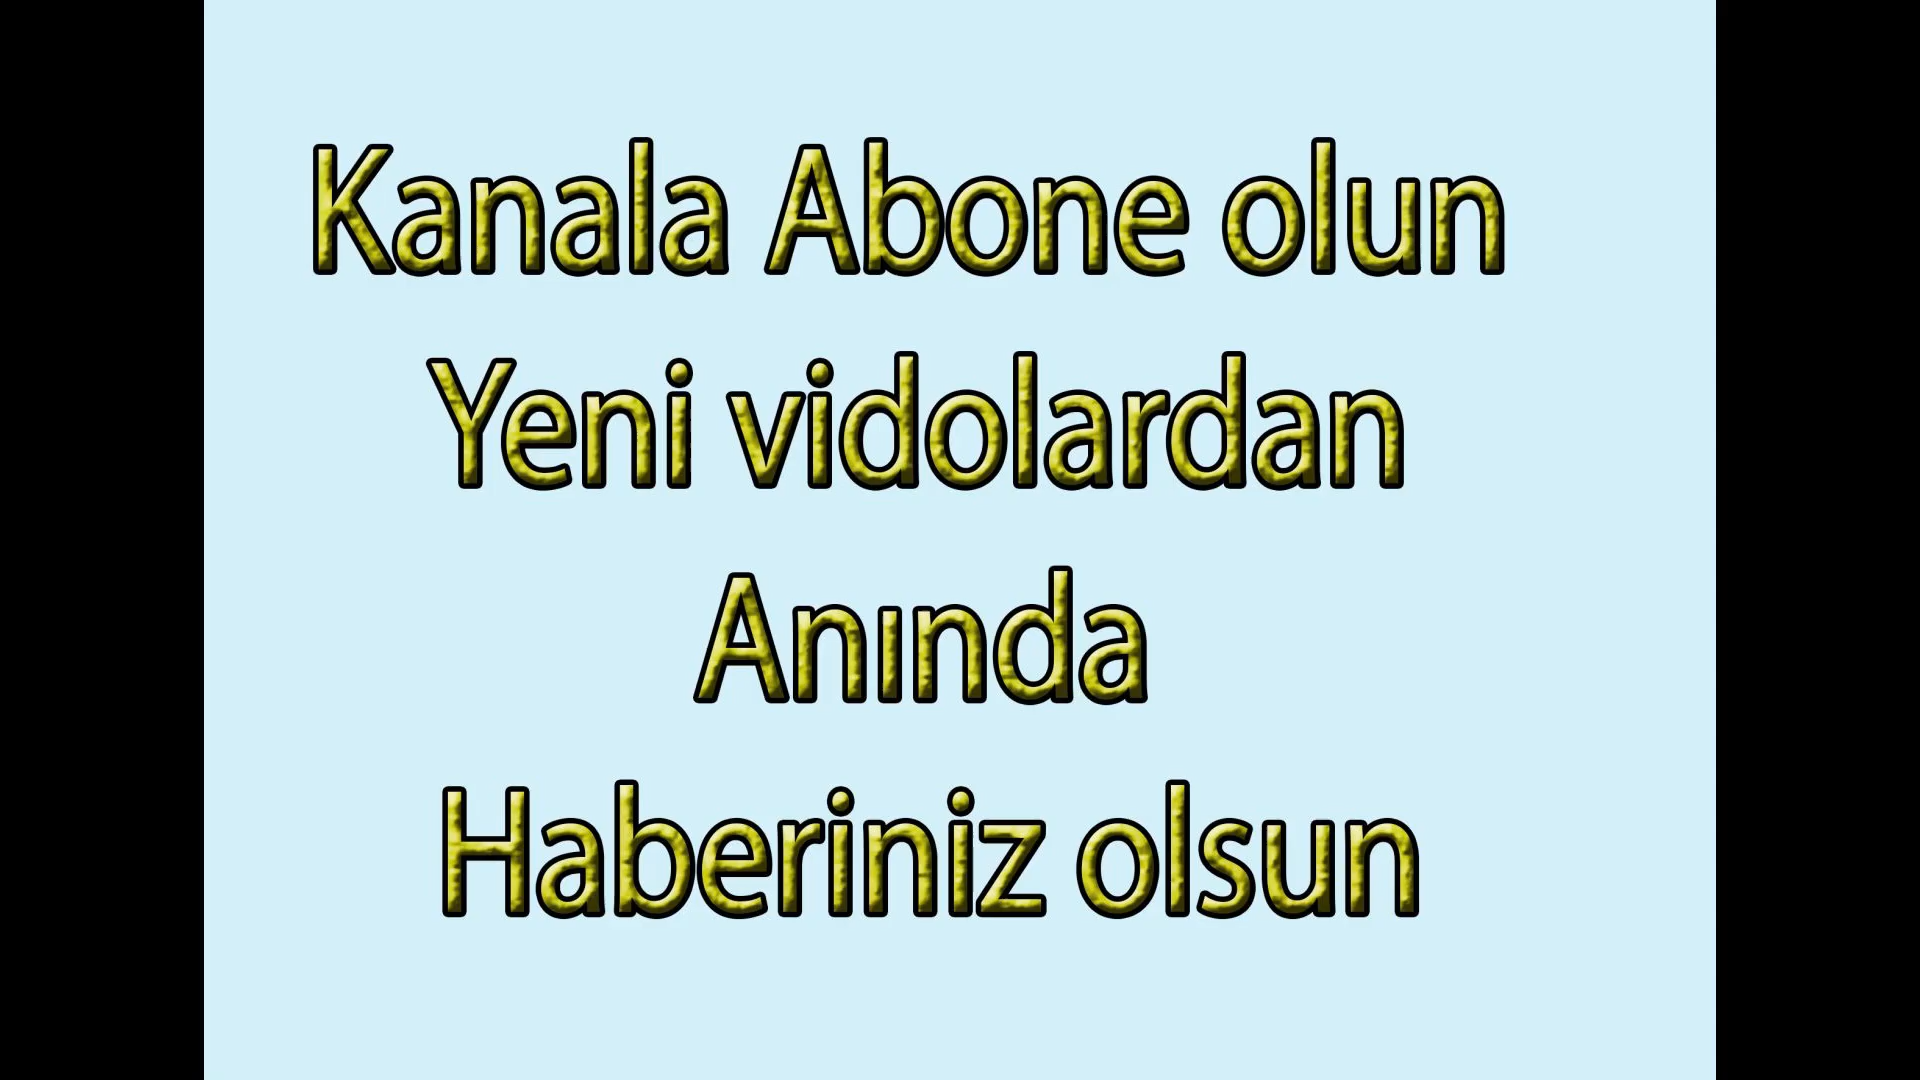 Kanala Abone olun
Yeni vidolardan
Anında
Haberiniz olsun